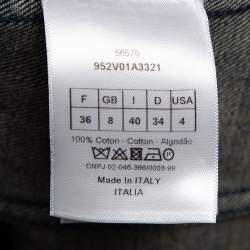 56575
952V01A3321
F GB I D USA
36 8 40 34 4
100% Coton - Cotton - Algodão
CNPJ 02-046-366/0003-99
Made in ITALY
ITALIA